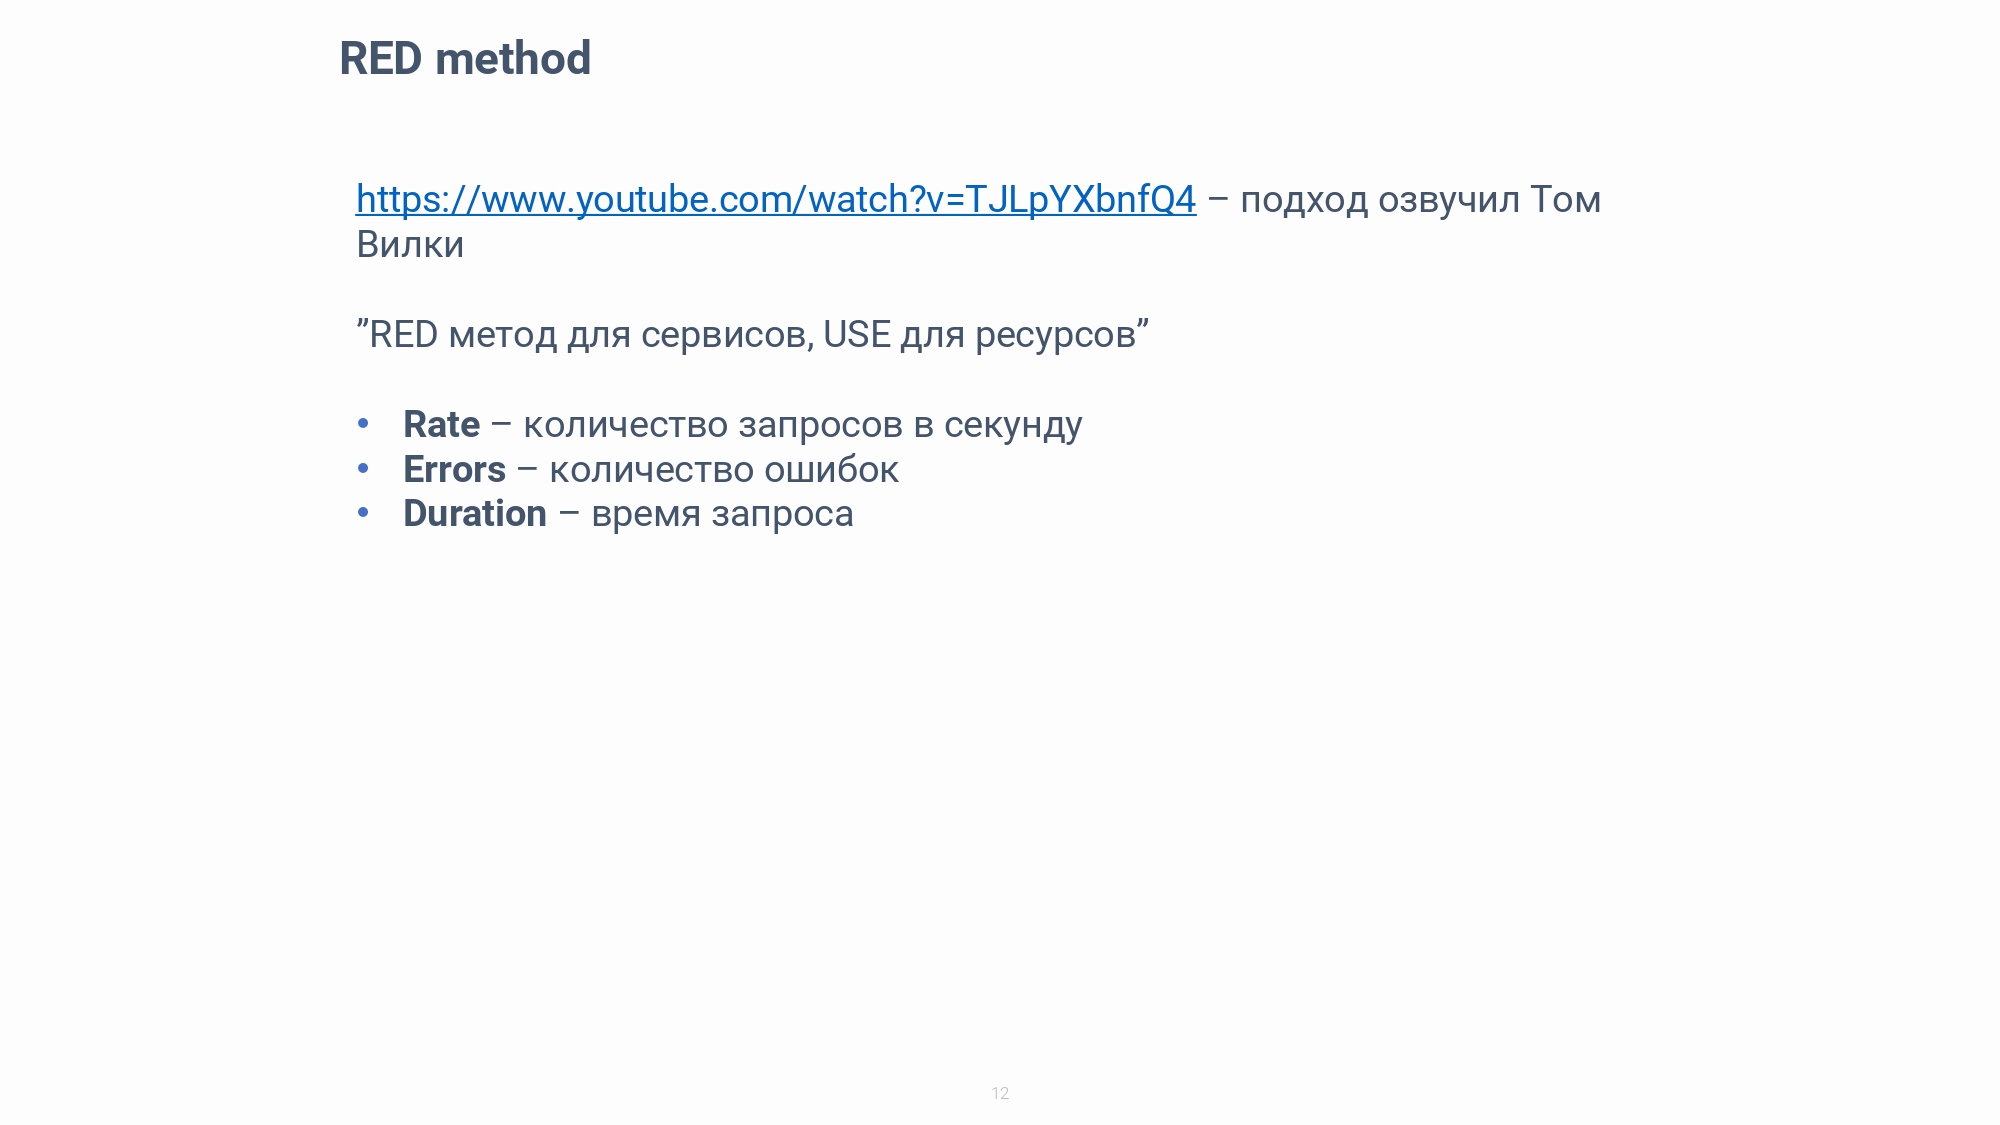 RED method
https://www.youtube.com/watch?v=TJLpYXbnfQ4 – подход озвучил Том
Вилки
”RED метод для сервисов, USE для ресурсов”
• Rate – количество запросов в секунду
• Errors – количество ошибок
• Duration – время запроса
12